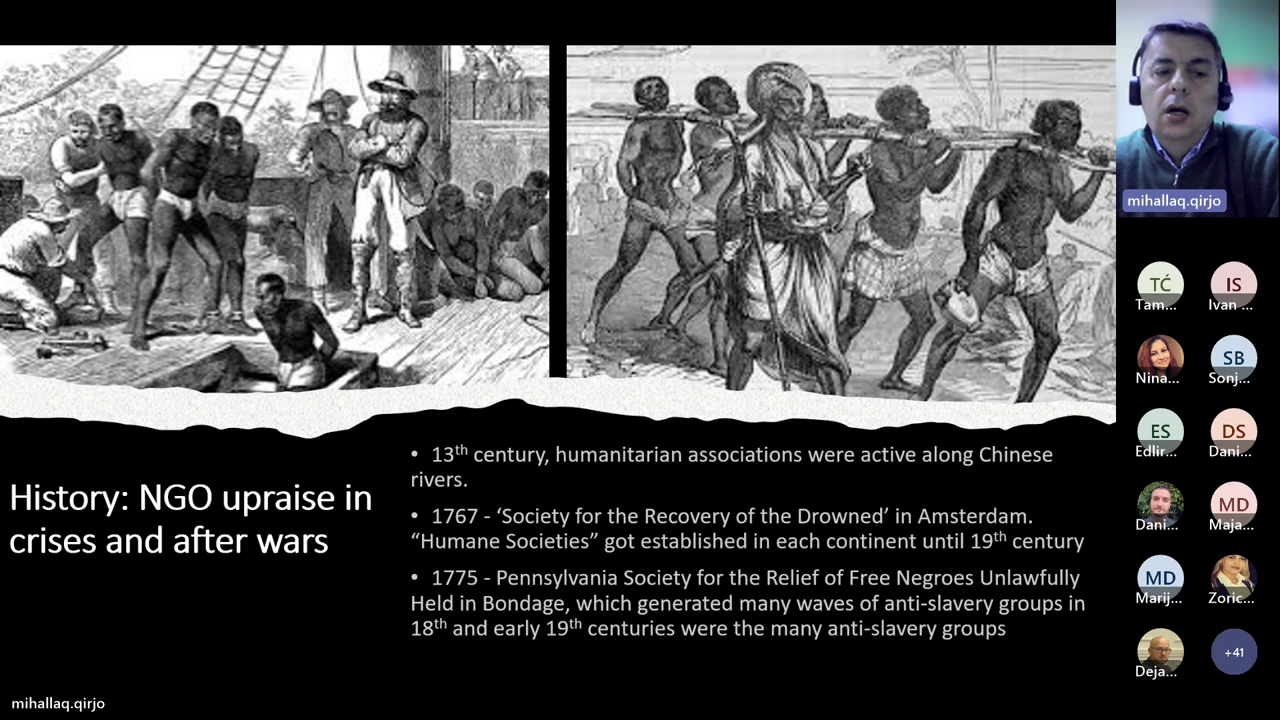 History: NGO upraise in
crises and after wars
• 13th century, humanitarian associations were active along Chinese
rivers.
• 1767 - ‘Society for the Recovery of the Drowned’ in Amsterdam.
“Humane Societies” got established in each continent until 19th century
• 1775 - Pennsylvania Society for the Relief of Free Negroes Unlawfully
Held in Bondage, which generated many waves of anti-slavery groups in
18th and early 19th centuries were the many anti-slavery groups
mihallaq.qirjo
mihallaq.qirjo
TĆ
Tam...
IS
Ivan ...
Nina...
SB
Sonj...
ES
Edlir...
DS
Dani...
Dani...
MD
Maja...
MD
Marij...
Zoric...
Deja...
+41